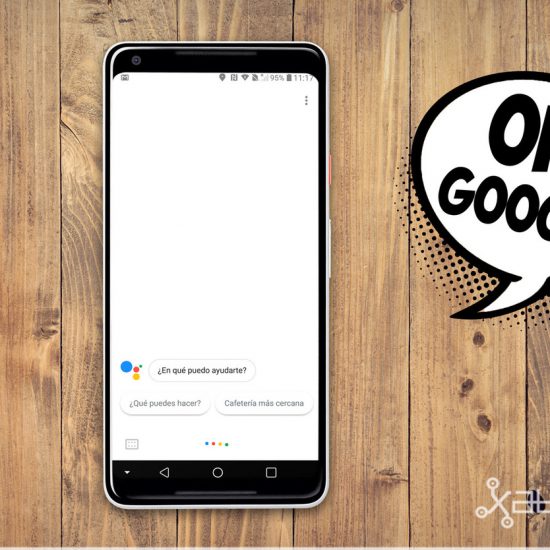 95% 11:17
OK
GOOG
¿En qué puedo ayudarte?
¿Qué puedes hacer?
Cafetería más cercana